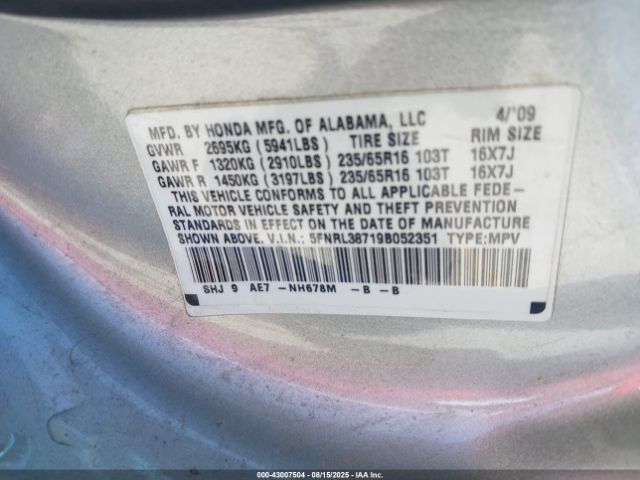 MFD. BY HONDA MFG. OF ALABAMA, LLC 4/'09
GVWR 2695KG (5941LBS) TIRE SIZE RIM SIZE
GAWR F 1320KG (2910LBS) 235/65R16 103T 16X7J
GAWR R 1450KG (3197LBS) 235/65R16 103T 16X7J
THIS VEHICLE CONFORMS TO ALL APPLICABLE FEDE-
RAL MOTOR VEHICLE SAFETY AND THEFT PREVENTION
STANDARDS IN EFFECT ON THE DATE OF MANUFACTURE
SHOWN ABOVE. V.I.N.: 5FNRL38719B052351 TYPE:MPV
SHJ 9 AE7 -NH678M -B -B
000-43007504 - 08/15/2025 - IAAI.COM